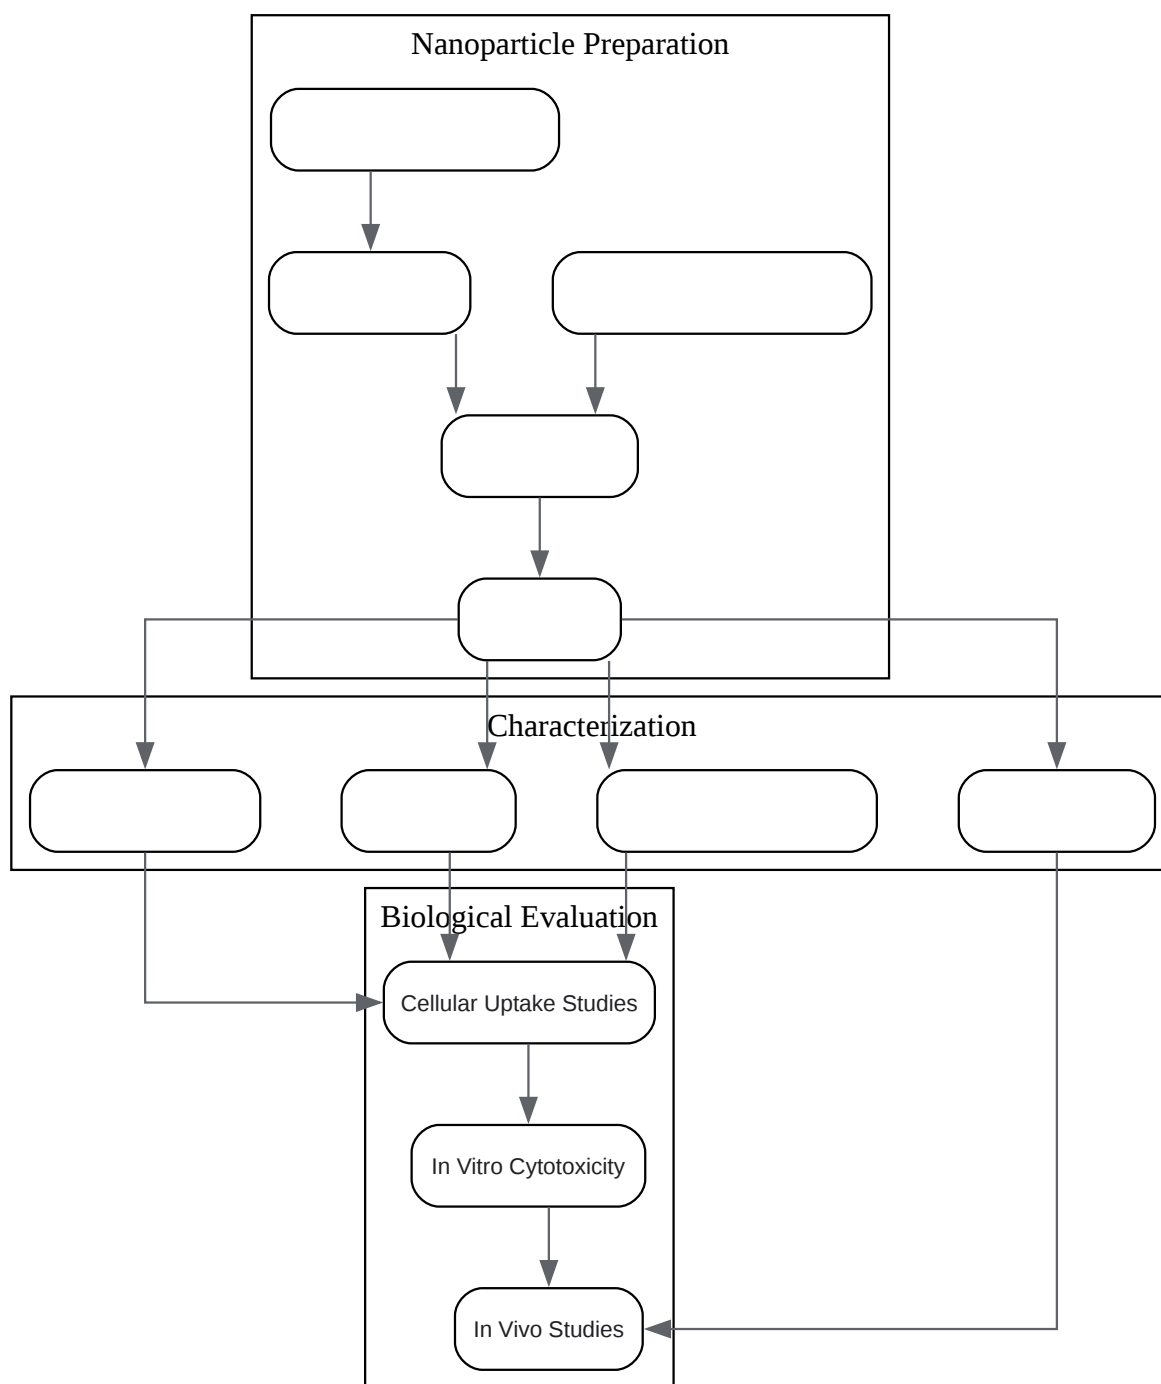 Nanoparticle Preparation
Characterization
Biological Evaluation
Cellular Uptake Studies
In Vitro Cytotoxicity
In Vivo Studies